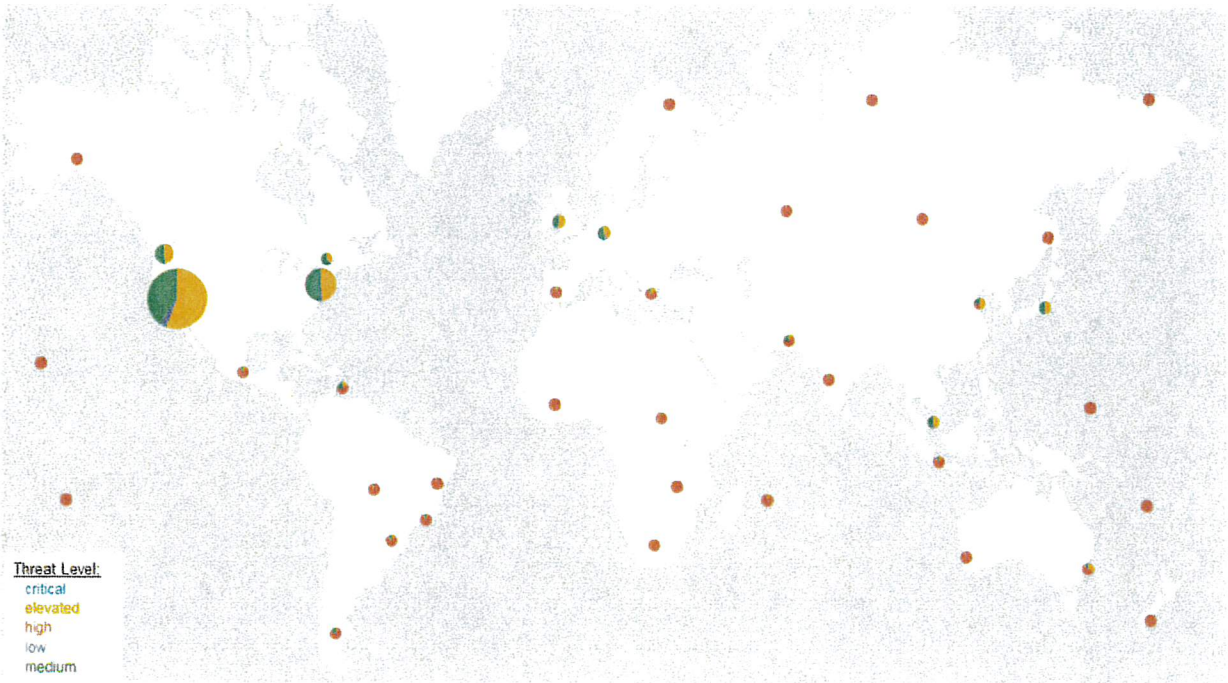 Threat Level:
critical
elevated
high
low
medium